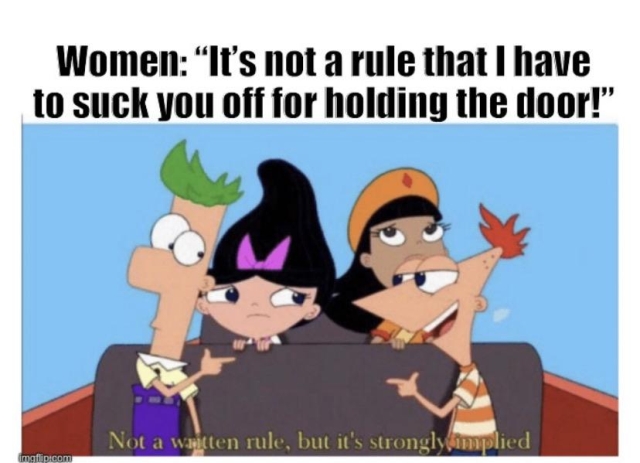 Women: “It’s not a rule that I have
to suck you off for holding the door!”
Not a written rule, but it's strongly implied
imgflip.com